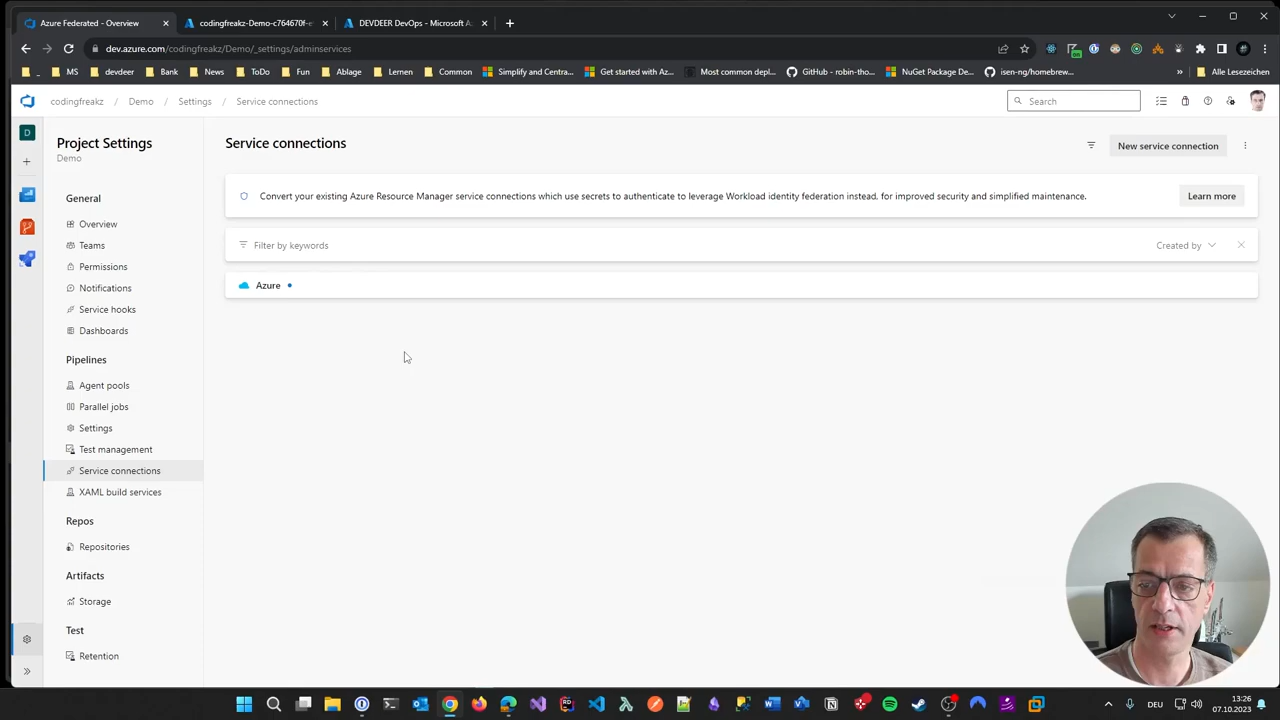 Azure Federated - Overview
codingfreakz-Demo-c764670f-e
DEVDEER DevOps - Microsoft Az
dev.azure.com/codingfreakz/Demo/_settings/adminservices
MS
devdeer
Bank
News
ToDo
Fun
Ablage
Lernen
Common
Simplify and Centra...
Get started with Az...
Most common depl...
GitHub - robin-tho...
NuGet Package De...
isen-ng/homebrew...
»
Alle Lesezeichen
codingfreakz / Demo / Settings / Service connections
Search
D
Project Settings
Demo
General
Overview
Teams
Permissions
Notifications
Service hooks
Dashboards
Pipelines
Agent pools
Parallel jobs
Settings
Test management
Service connections
XAML build services
Repos
Repositories
Artifacts
Storage
Test
Retention
Service connections
New service connection
Convert your existing Azure Resource Manager service connections which use secrets to authenticate to leverage Workload identity federation instead, for improved security and simplified maintenance.
Learn more
Filter by keywords
Created by
Azure
DEU
13:26
07.10.2023